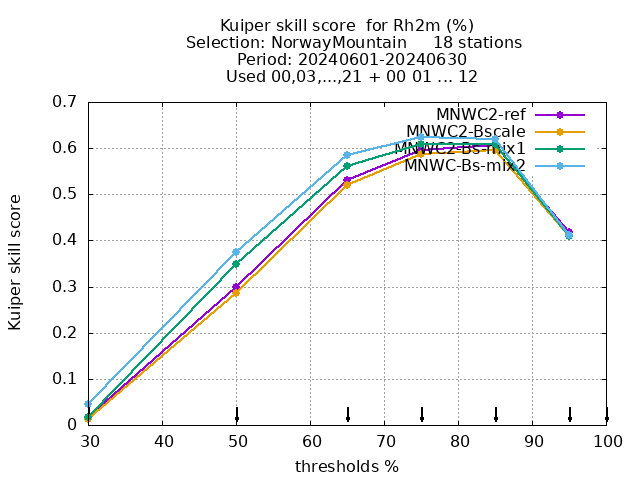 Kuiper skill score  for Rh2m (%)
Selection: NorwayMountain     18 stations
Period: 20240601-20240630
Used 00,03,...,21 + 00 01 ... 12
MNWC2-ref
MNWC2-Bscale
MNWC2-Bs-mix1
MNWC-Bs-mix2
Kuiper skill score
0.7
0.6
0.5
0.4
0.3
0.2
0.1
0
30 40 50 60 70 80 90 100
thresholds %